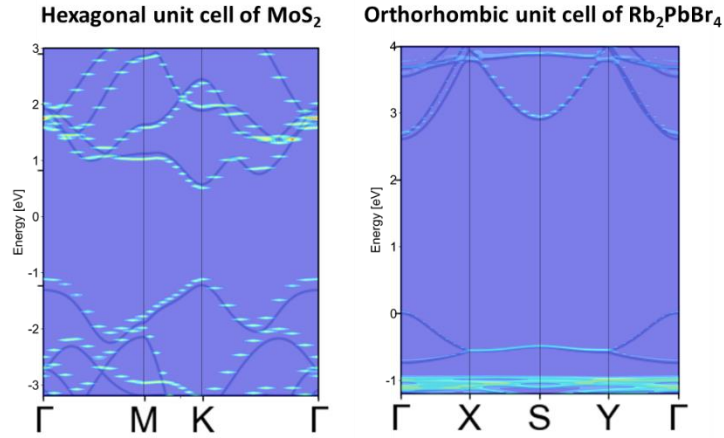 Hexagonal unit cell of MoS₂
Energy [eV]
3
2
1
0
-1
-2
-3
Γ M K Γ
Orthorhombic unit cell of Rb₂PbBr₄
Energy [eV]
4
3
2
1
0
-1
Γ X S Y Γ